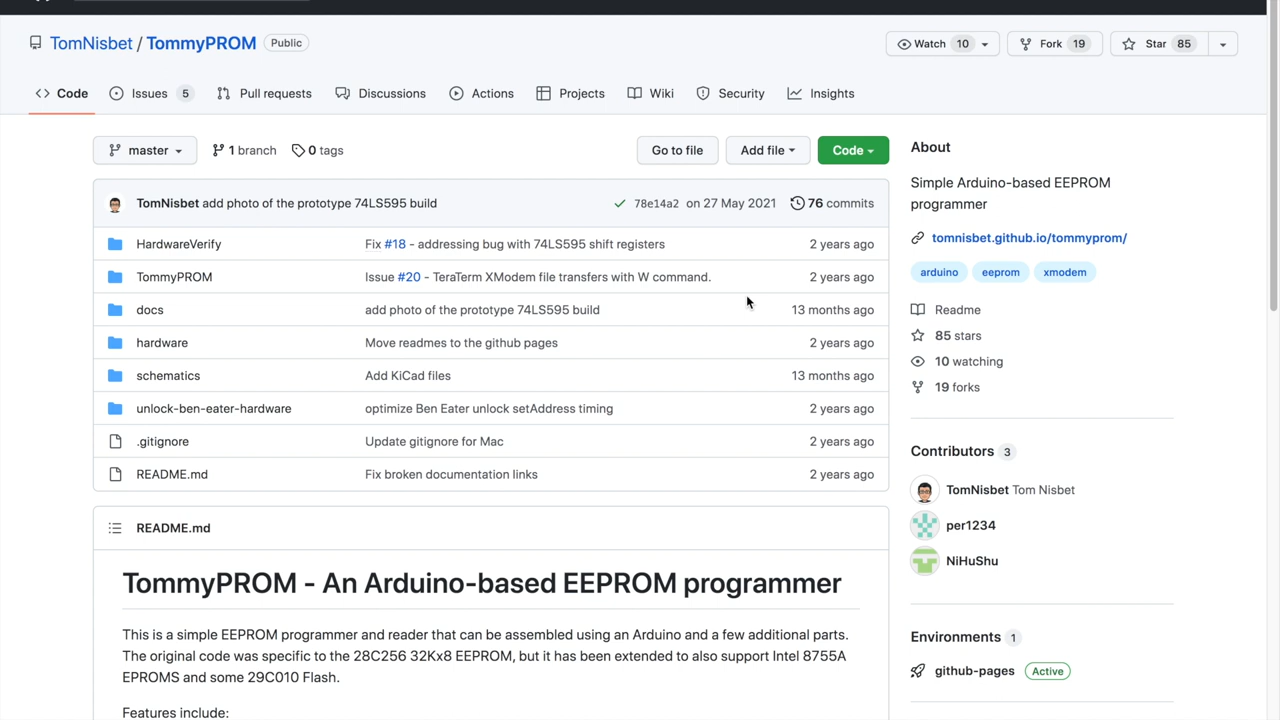 TomNisbet / TommyPROM Public
Watch 10 Fork 19 Star 85
Code Issues 5 Pull requests Discussions Actions Projects Wiki Security Insights
master 1 branch 0 tags Go to file Add file Code
TomNisbet add photo of the prototype 74LS595 build 78e14a2 on 27 May 2021 76 commits
HardwareVerify Fix #18 - addressing bug with 74LS595 shift registers 2 years ago
TommyPROM Issue #20 - TeraTerm XModem file transfers with W command. 2 years ago
docs add photo of the prototype 74LS595 build 13 months ago
hardware Move readmes to the github pages 2 years ago
schematics Add KiCad files 13 months ago
unlock-ben-eater-hardware optimize Ben Eater unlock setAddress timing 2 years ago
.gitignore Update gitignore for Mac 2 years ago
README.md Fix broken documentation links 2 years ago
README.md
TommyPROM - An Arduino-based EEPROM programmer
This is a simple EEPROM programmer and reader that can be assembled using an Arduino and a few additional parts.
The original code was specific to the 28C256 32Kx8 EEPROM, but it has been extended to also support Intel 8755A
EPROMS and some 29C010 Flash.
Features include:
About
Simple Arduino-based EEPROM
programmer
tomnisbet.github.io/tommyprom/
arduino eeprom xmodem
Readme
85 stars
10 watching
19 forks
Contributors 3
TomNisbet Tom Nisbet
per1234
NiHuShu
Environments 1
github-pages Active